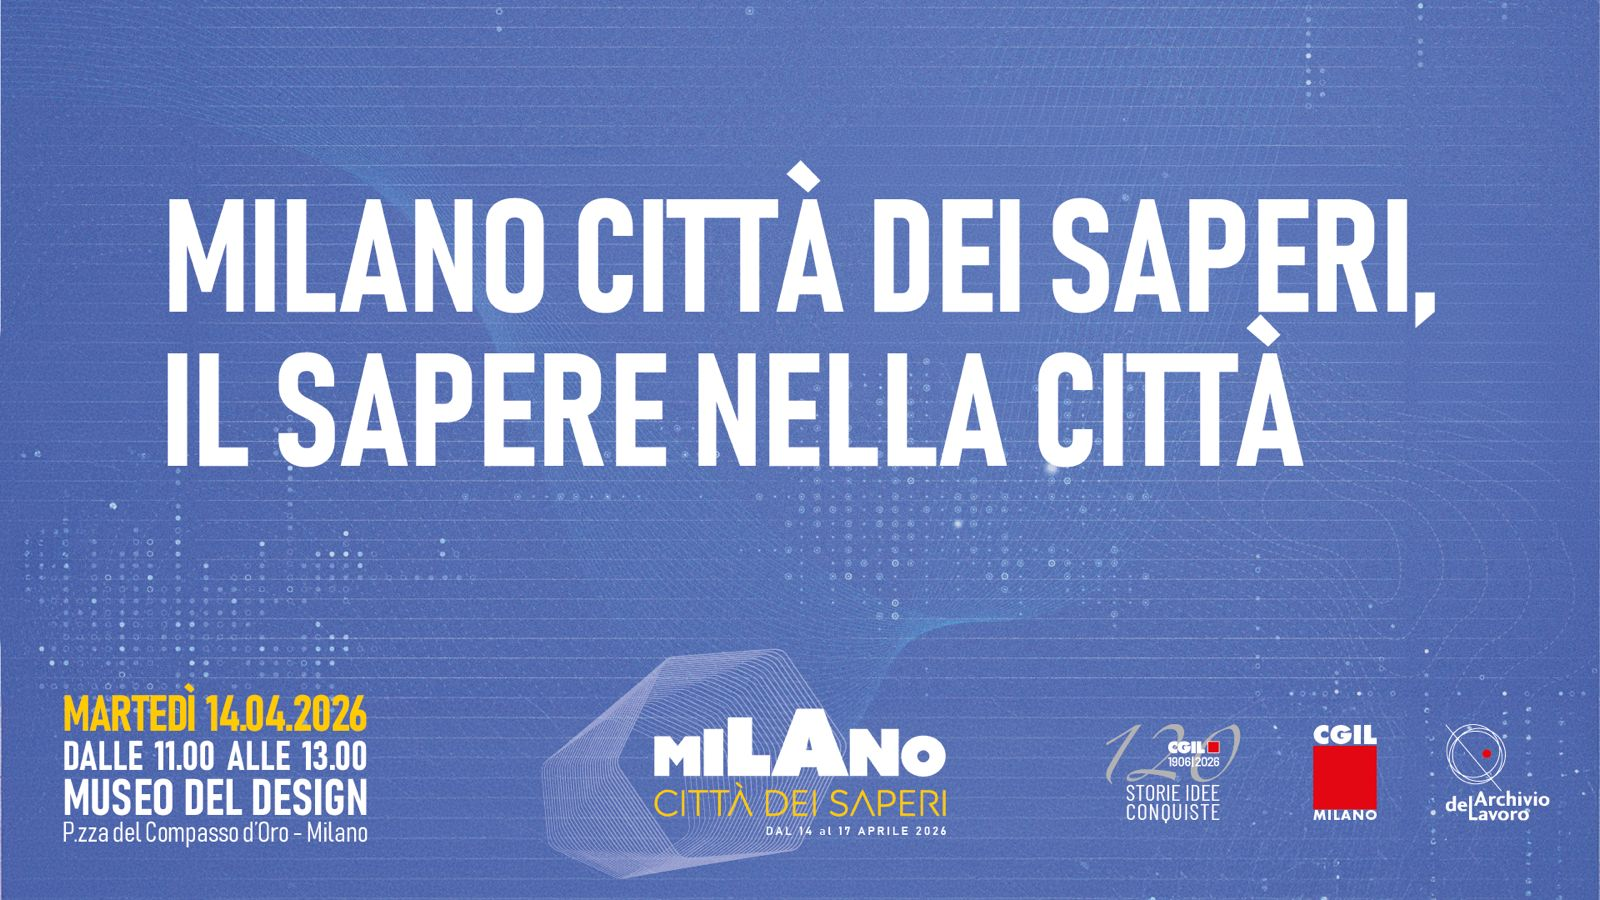 MILANO CITTÀ DEI SAPERI,
IL SAPERE NELLA CITTÀ
MARTEDÌ 14.04.2026
DALLE 11.00 ALLE 13.00
MUSEO DEL DESIGN
P.zza del Compasso d'Oro - Milano
MiLANO
CITTÀ DEI SAPERI
DAL 14 al 17 APRILE 2026
120
CGIL
1906|2026
STORIE IDEE
CONQUISTE
CGIL
MILANO
Archivio
del Lavoro